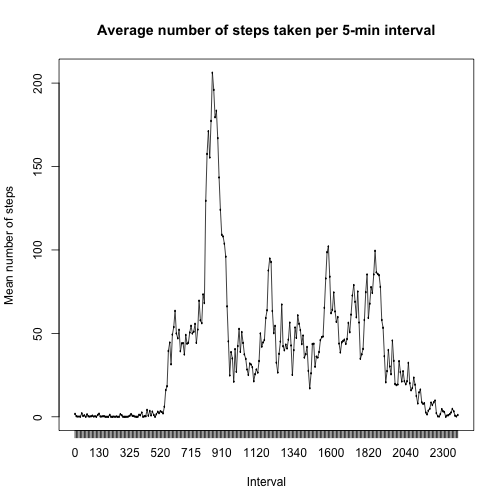 Average number of steps taken per 5-min interval
Mean number of steps
200
150
100
50
0
0 130 325 520 715 910 1120 1340 1600 1820 2040 2300
Interval